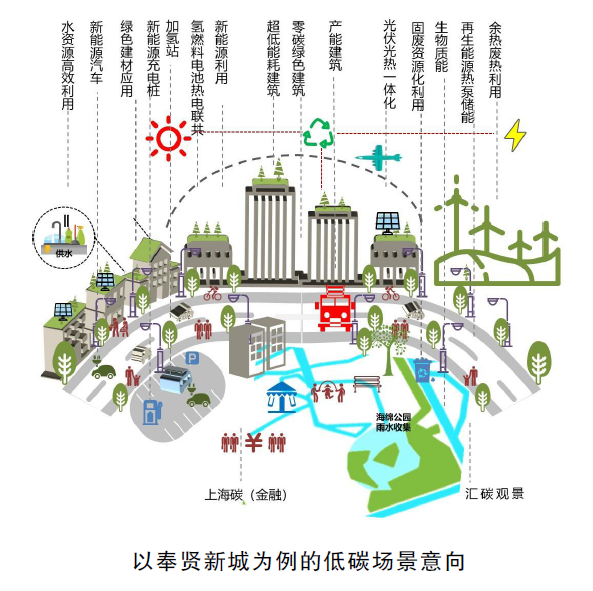 水资源高效利用
新能源汽车
绿色建材应用
新能源充电桩
加氢站
氢燃料电池热电联共
新能源利用
超低能耗建筑
零碳绿色建筑
产能建筑
光伏光热一体化
固废资源化利用
生物质能
再生能源热泵储能
余热废热利用
供水
P
¥
海绵公园
雨水收集
上海碳（金融）
汇碳观景
以奉贤新城为例的低碳场景意向